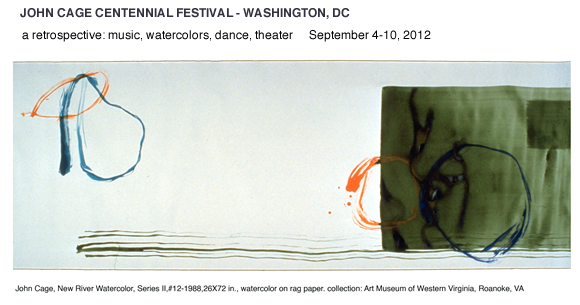 JOHN CAGE CENTENNIAL FESTIVAL - WASHINGTON, DC
a retrospective: music, watercolors, dance, theater September 4-10, 2012
John Cage, New River Watercolor, Series II,#12-1988,26X72 in., watercolor on rag paper. collection: Art Museum of Western Virginia, Roanoke, VA